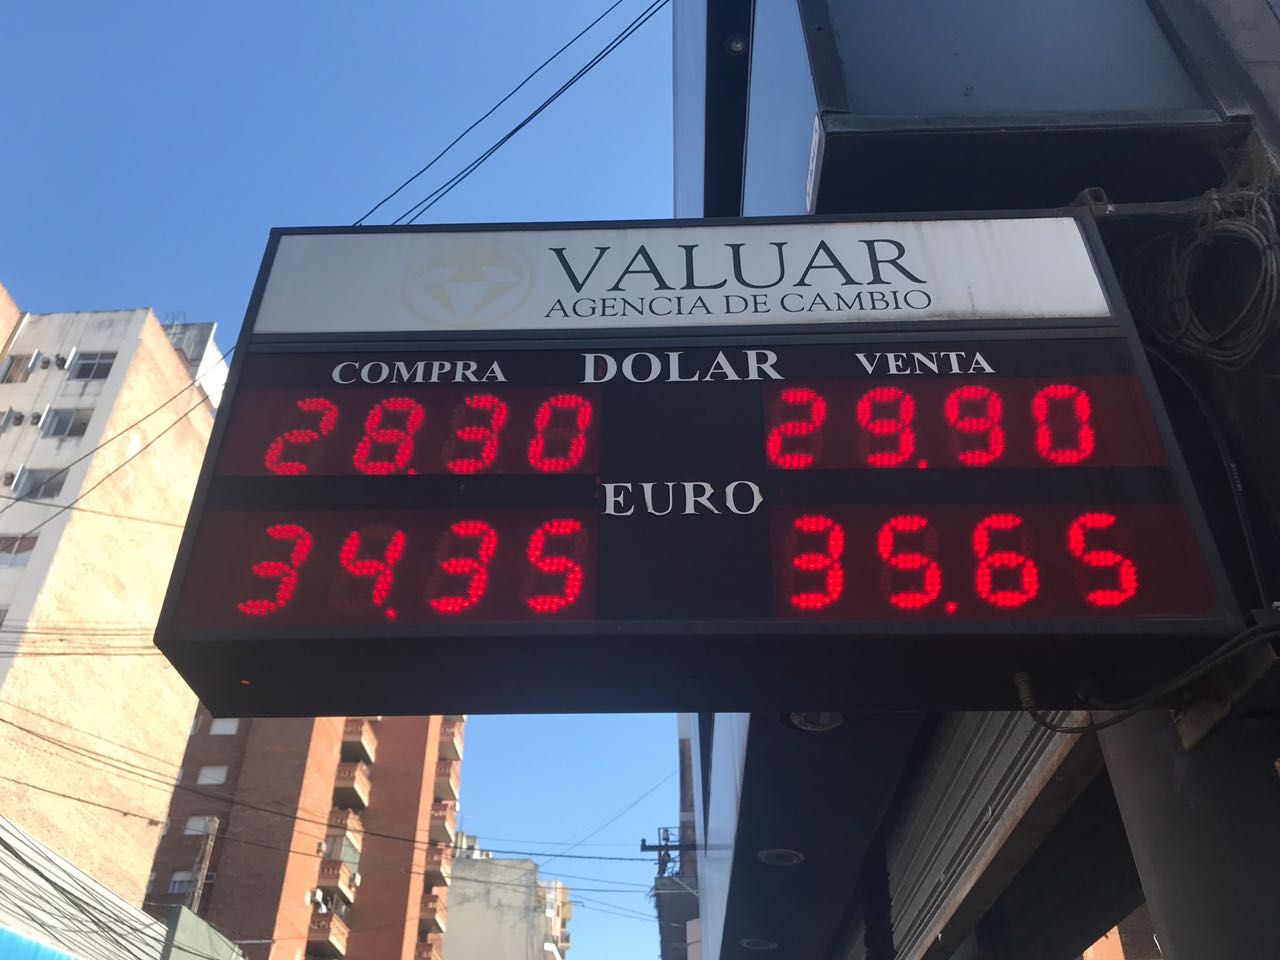 VALUAR
AGENCIA DE CAMBIO
COMPRA DOLAR VENTA
28.30 29.90
EURO
34.35 35.65